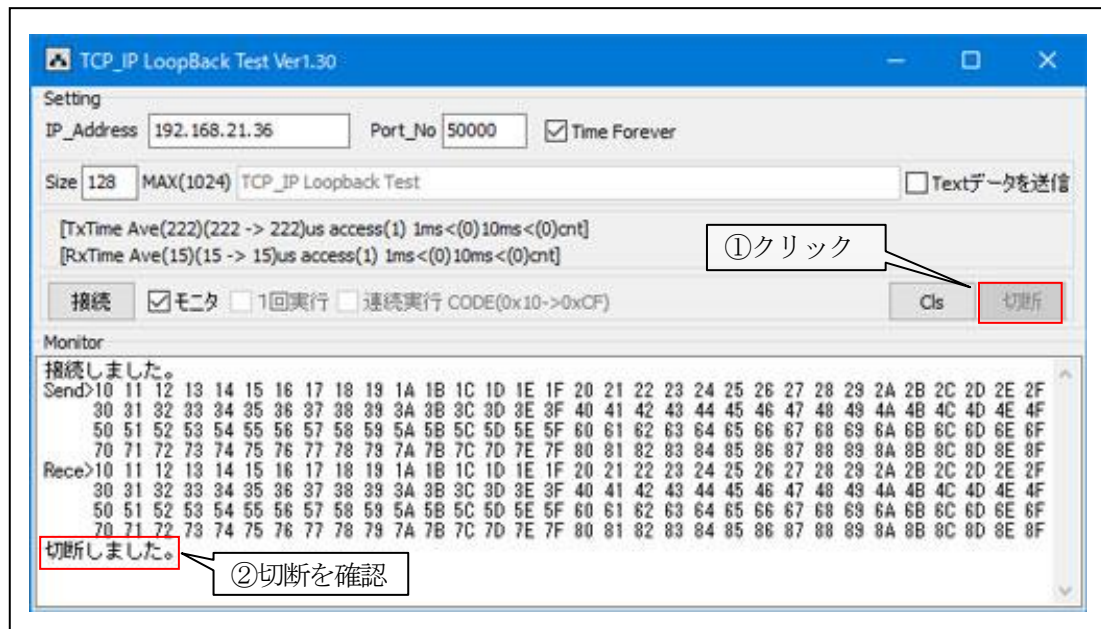 TCP_IP LoopBack Test Ver1.30
Setting
IP_Address 192.168.21.36 Port_No 50000 Time Forever
Size 128 MAX(1024) TCP_IP Loopback Test Textデータを送信
[TxTime Ave(222)(222 -> 222)us access(1) 1ms<(0)10ms<(0)cnt]
[RxTime Ave(15)(15 -> 15)us access(1) 1ms<(0)10ms<(0)cnt]
①クリック
接続 モニタ 1回実行 連続実行 CODE(0x10->0xCF) Cls 切断
Monitor
接続しました。
Send>10 11 12 13 14 15 16 17 18 19 1A 1B 1C 1D 1E 1F 20 21 22 23 24 25 26 27 28 29 2A 2B 2C 2D 2E 2F
30 31 32 33 34 35 36 37 38 39 3A 3B 3C 3D 3E 3F 40 41 42 43 44 45 46 47 48 49 4A 4B 4C 4D 4E 4F
50 51 52 53 54 55 56 57 58 59 5A 5B 5C 5D 5E 5F 60 61 62 63 64 65 66 67 68 69 6A 6B 6C 6D 6E 6F
70 71 72 73 74 75 76 77 78 79 7A 7B 7C 7D 7E 7F 80 81 82 83 84 85 86 87 88 89 8A 8B 8C 8D 8E 8F
Rece>10 11 12 13 14 15 16 17 18 19 1A 1B 1C 1D 1E 1F 20 21 22 23 24 25 26 27 28 29 2A 2B 2C 2D 2E 2F
30 31 32 33 34 35 36 37 38 39 3A 3B 3C 3D 3E 3F 40 41 42 43 44 45 46 47 48 49 4A 4B 4C 4D 4E 4F
50 51 52 53 54 55 56 57 58 59 5A 5B 5C 5D 5E 5F 60 61 62 63 64 65 66 67 68 69 6A 6B 6C 6D 6E 6F
70 71 72 73 74 75 76 77 78 79 7A 7B 7C 7D 7E 7F 80 81 82 83 84 85 86 87 88 89 8A 8B 8C 8D 8E 8F
切断しました。
②切断を確認